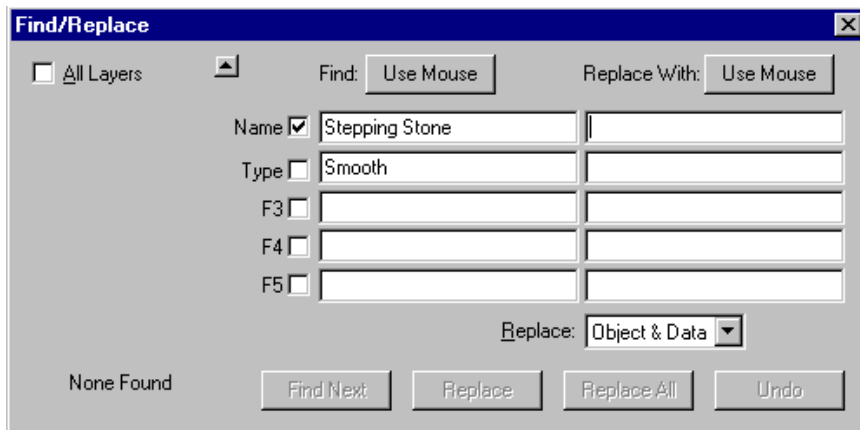 Find/Replace
All Layers Find: Use Mouse Replace With: Use Mouse
Name Stepping Stone
Type Smooth
F3
F4
F5
Replace: Object & Data
None Found Find Next Replace Replace All Undo